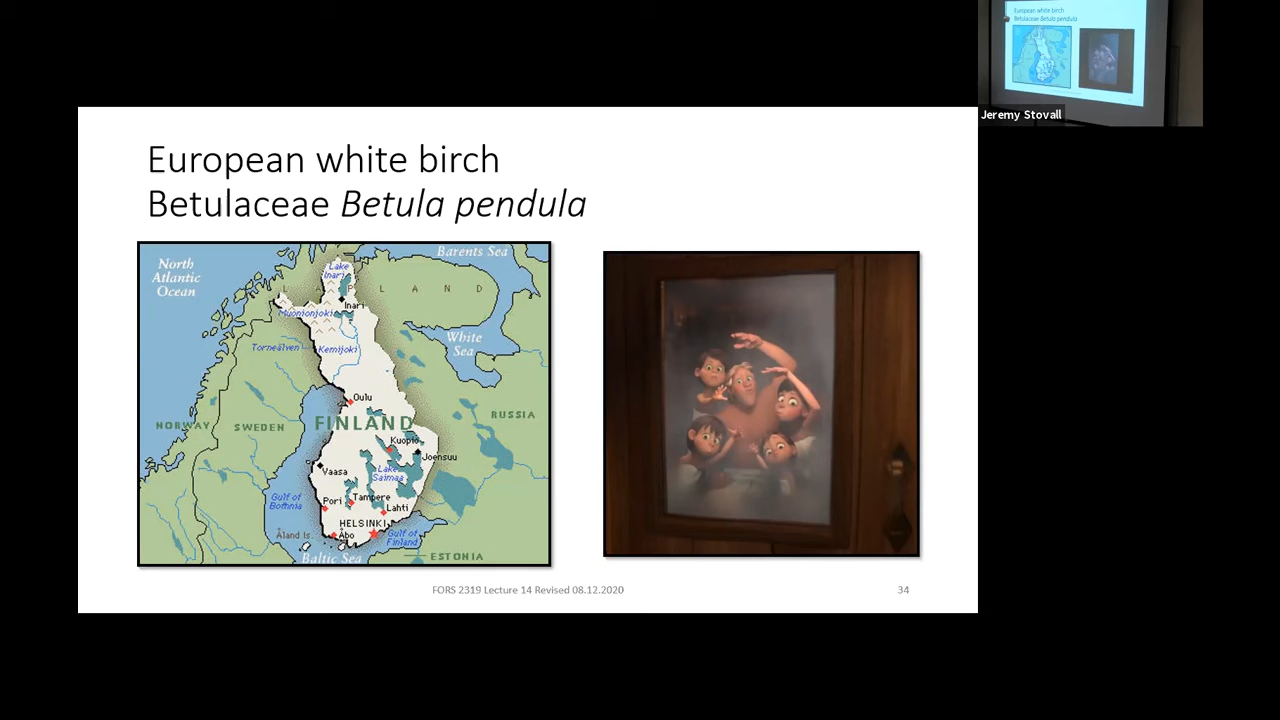 European white birch
Betulaceae Betula pendula
Jeremy Stovall
European white birch
Betulaceae Betula pendula
North
Atlantic
Ocean
Barents Sea
Lake
Inari
L A P L A N D
Inari
Muonionjoki
White
Sea
Torneälven
Kemijoki
Oulu
FINLAND
NORWAY
SWEDEN
RUSSIA
Kuopio
Joensuu
Vaasa
Lake
Saimaa
Gulf of
Bothnia
Pori
Tampere
Lahti
HELSINKI
Åland Is.
Åbo
Gulf of
Finland
Baltic Sea
ESTONIA
FORS 2319 Lecture 14 Revised 08.12.2020
34